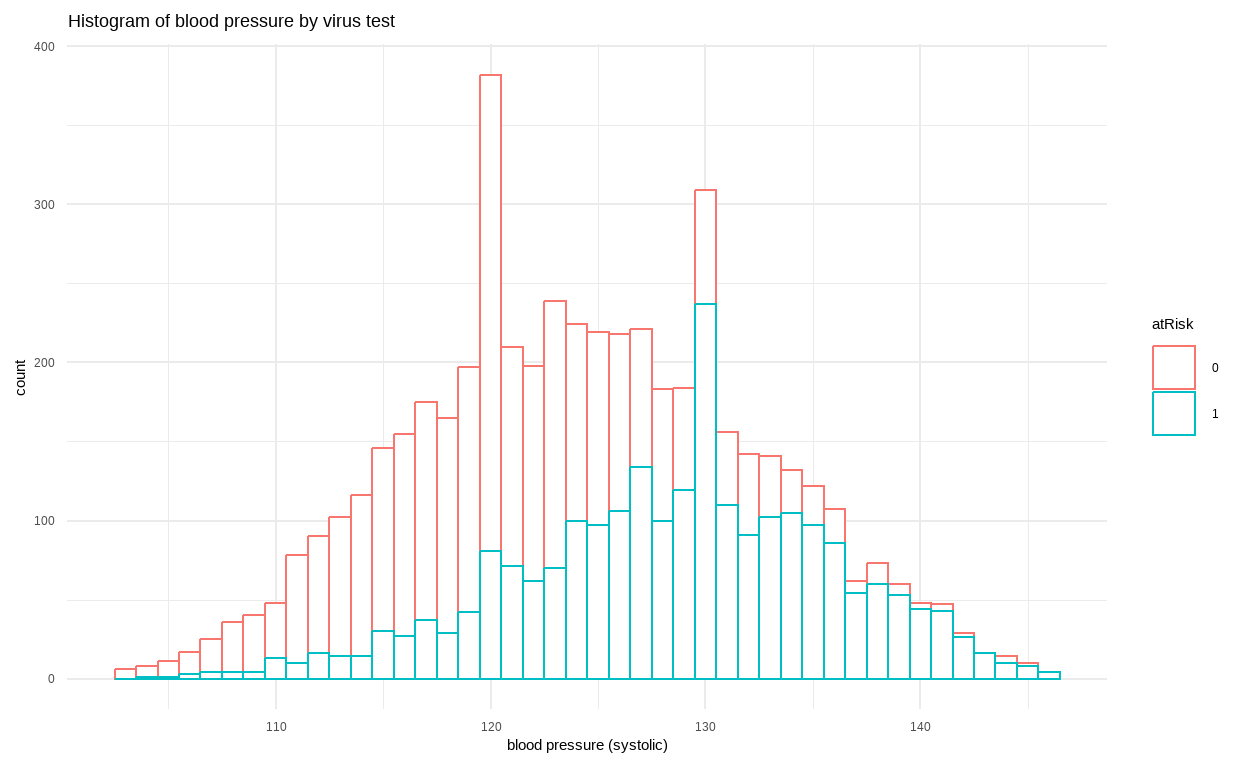 Histogram of blood pressure by virus test
400
300
200
100
0
count
110
120
130
140
blood pressure (systolic)
atRisk
0
1